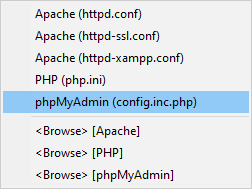 Apache (httpd.conf)
Apache (httpd-ssl.conf)
Apache (httpd-xampp.conf)
PHP (php.ini)
phpMyAdmin (config.inc.php)
<Browse> [Apache]
<Browse> [PHP]
<Browse> [phpMyAdmin]